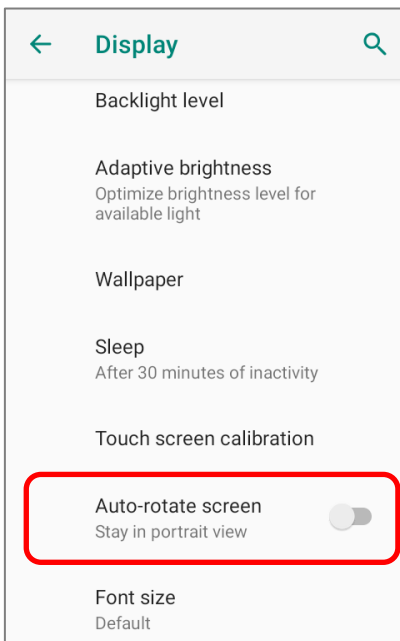 Display
Backlight level
Adaptive brightness
Optimize brightness level for
available light
Wallpaper
Sleep
After 30 minutes of inactivity
Touch screen calibration
Auto-rotate screen
Stay in portrait view
Font size
Default